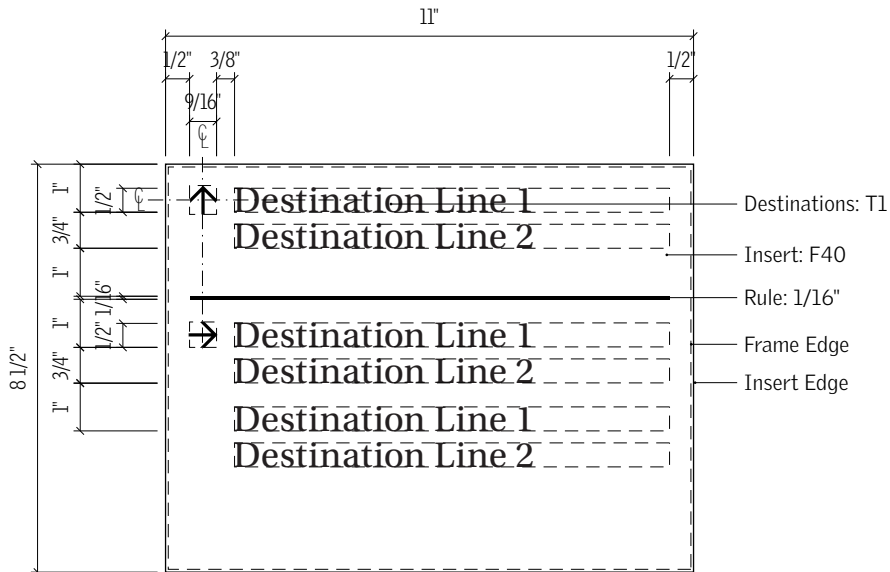 11"
1/2" 3/8" 1/2"
9/16"
℄
1" 1/2" ℄ Destination Line 1 Destinations: T1
3/4" Destination Line 2
1" Insert: F40
1/16" Rule: 1/16"
1" 1/2" Destination Line 1 Frame Edge
8 1/2" 3/4" Destination Line 2 Insert Edge
1" Destination Line 1
Destination Line 2